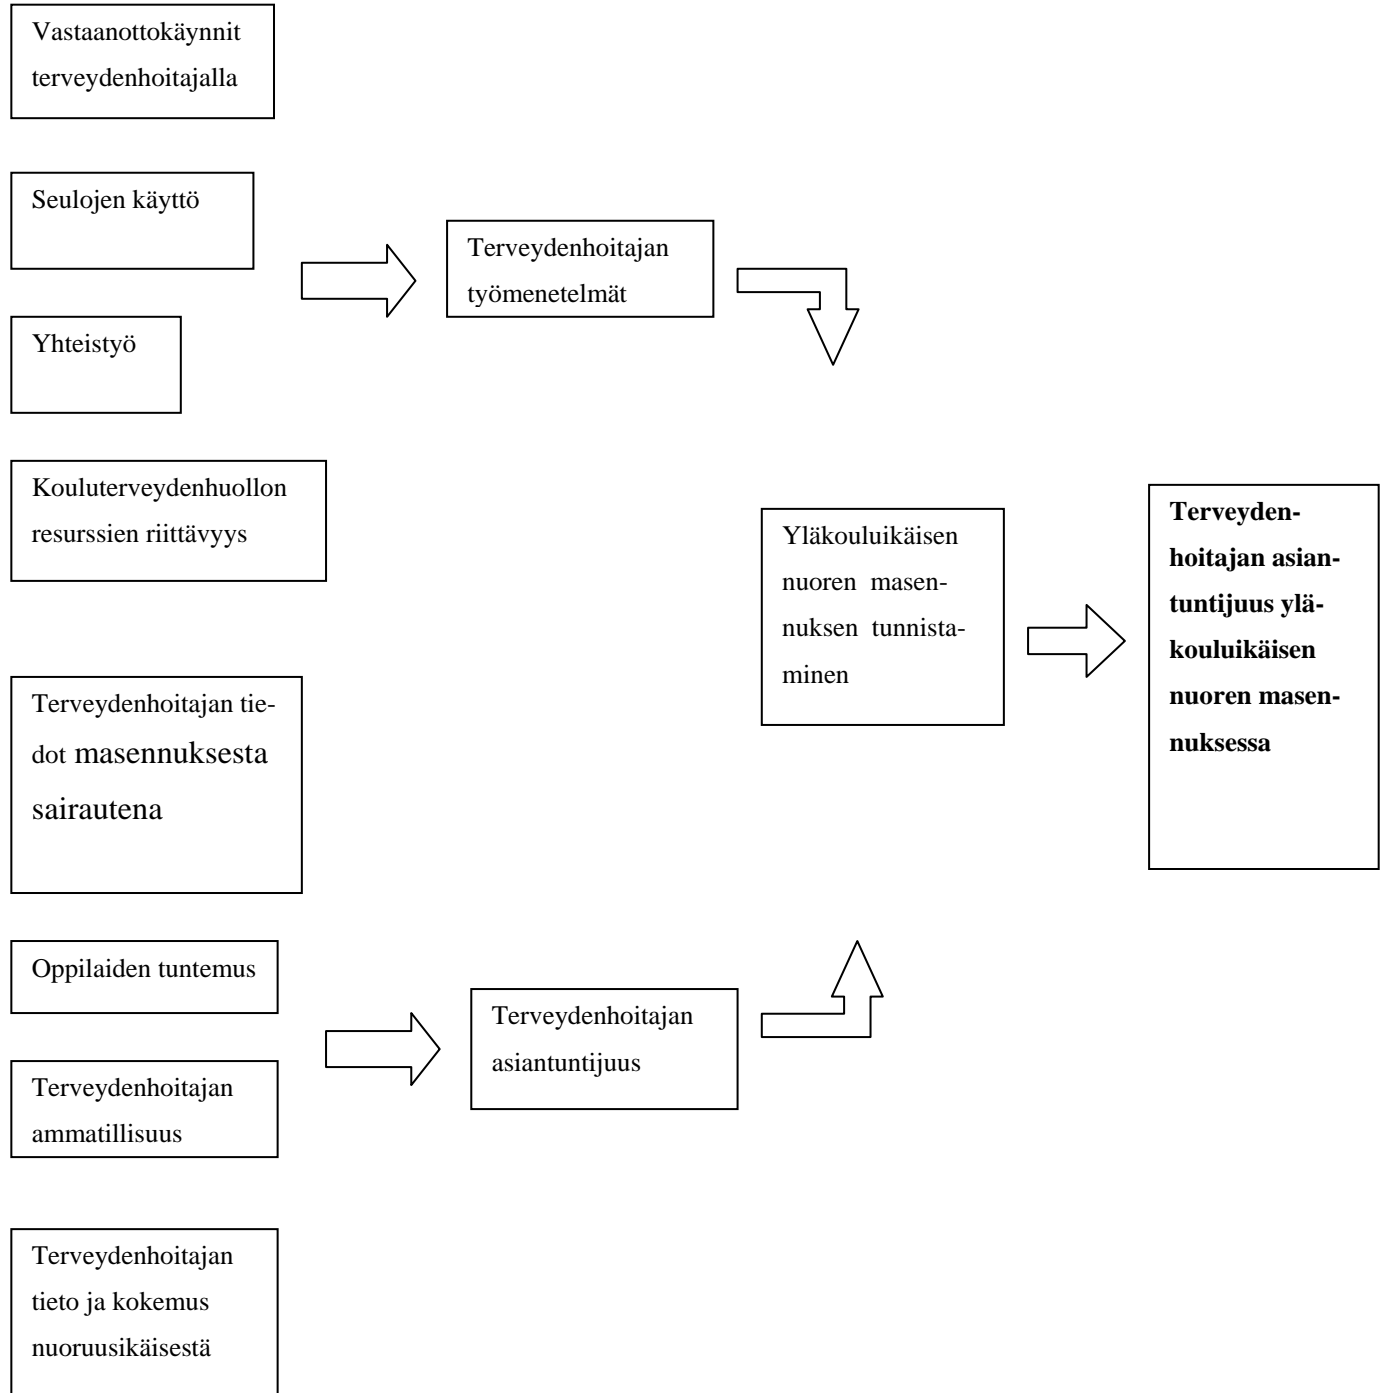 Vastaanottokäynnit
terveydenhoitajalla
Seulojen käyttö
Yhteistyö
Kouluterveydenhuollon
resurssien riittävyys
Terveydenhoitajan
työmenetelmät
Terveydenhoitajan tie-
dot masennuksesta
sairautena
Oppilaiden tuntemus
Terveydenhoitajan
ammatillisuus
Terveydenhoitajan
tieto ja kokemus
nuoruusikäisestä
Terveydenhoitajan
asiantuntijuus
Yläkouluikäisen
nuoren masen-
nuksen tunnista-
minen
Terveyden-
hoitajan asian-
tuntijuus ylä-
kouluikäisen
nuoren masen-
nuksessa